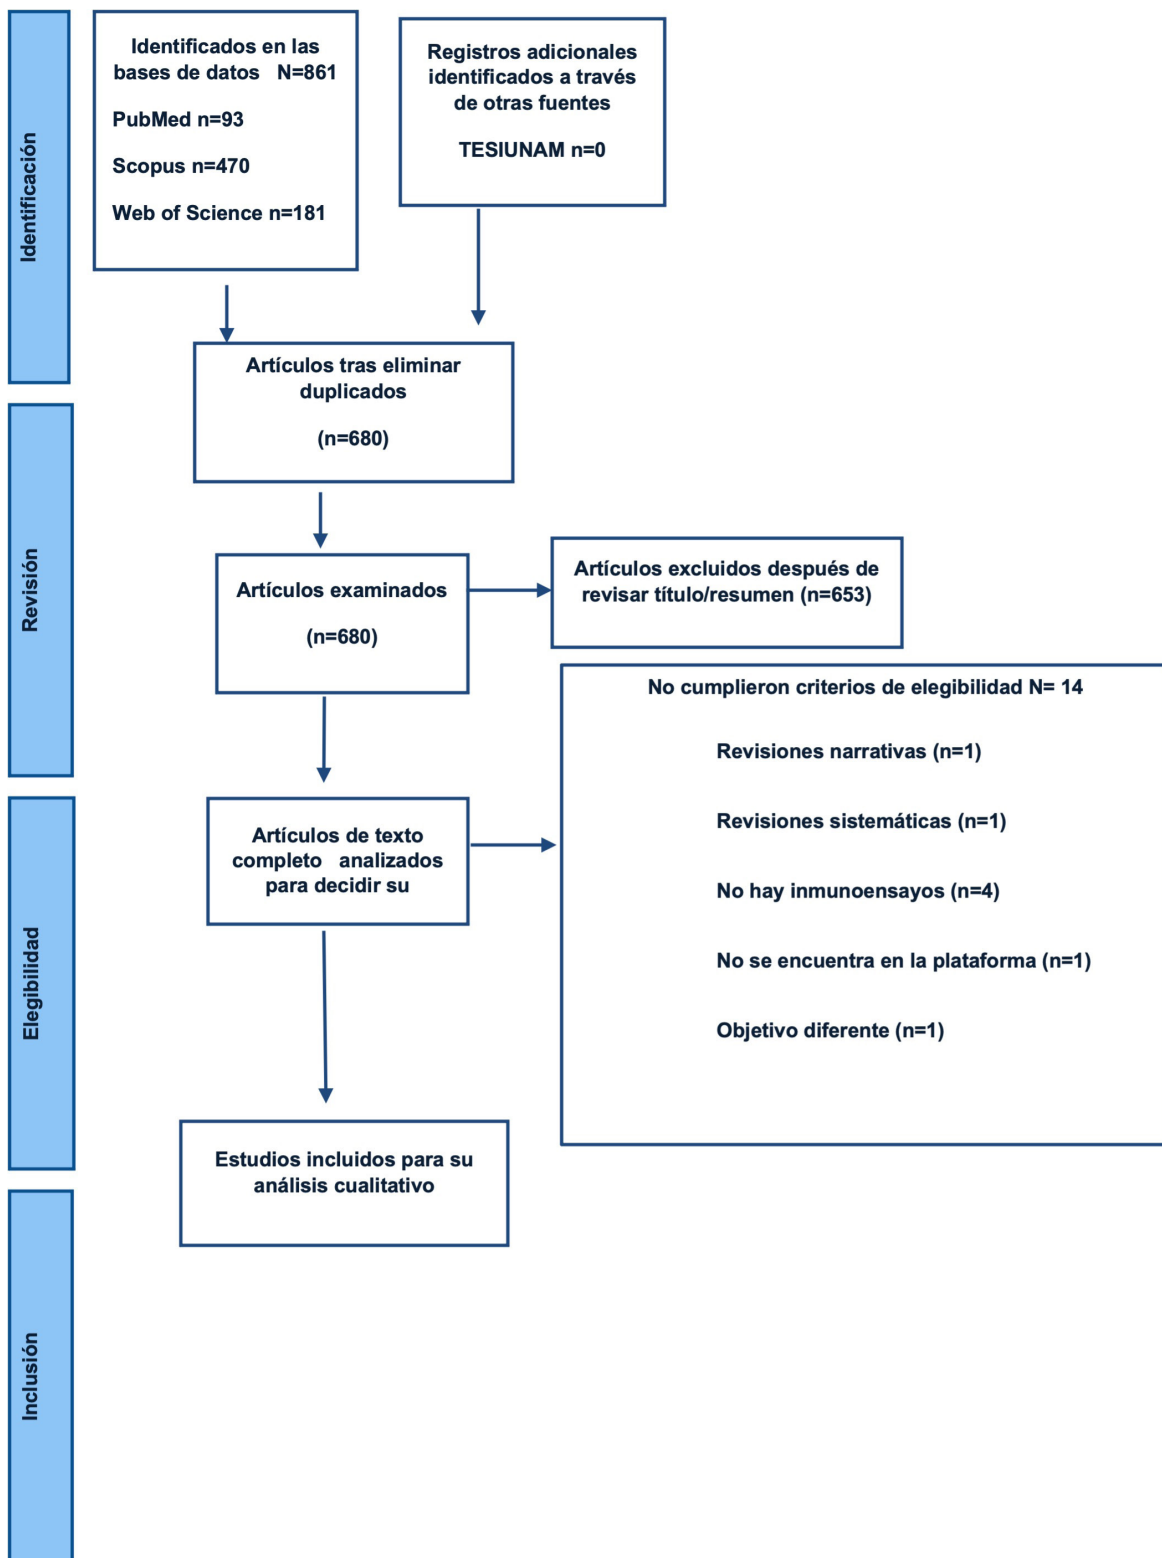 Identificación
Identificados en las
bases de datos N=861
PubMed n=93
Scopus n=470
Web of Science n=181
Registros adicionales
identificados a través
de otras fuentes
TESIUNAM n=0
Artículos tras eliminar
duplicados
(n=680)
Revisión
Artículos examinados
(n=680)
Artículos excluidos después de
revisar título/resumen (n=653)
Elegibilidad
Artículos de texto
completo analizados
para decidir su
No cumplieron criterios de elegibilidad N= 14
Revisiones narrativas (n=1)
Revisiones sistemáticas (n=1)
No hay inmunoensayos (n=4)
No se encuentra en la plataforma (n=1)
Objetivo diferente (n=1)
Inclusión
Estudios incluidos para su
análisis cualitativo